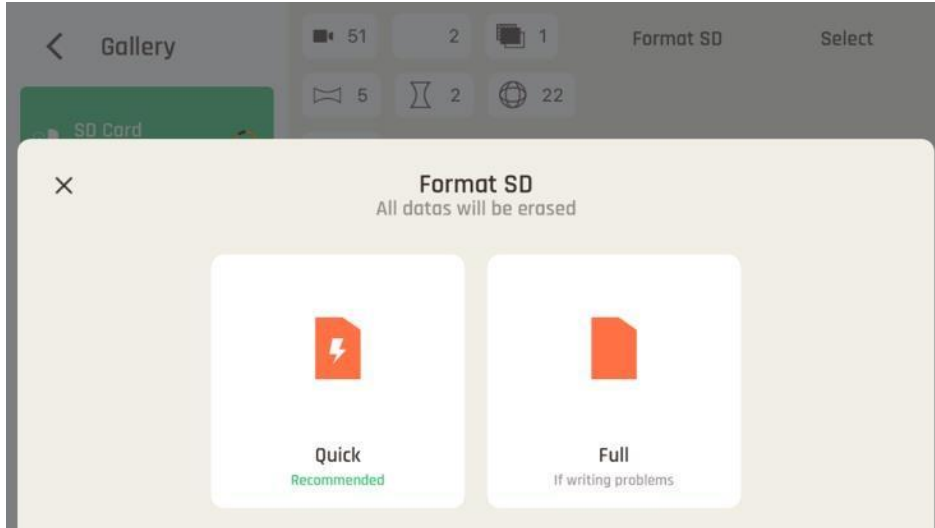 Gallery
51
2
1
Format SD
Select
5
2
22
SD Card
Format SD
All datas will be erased
Quick
Recommended
Full
If writing problems